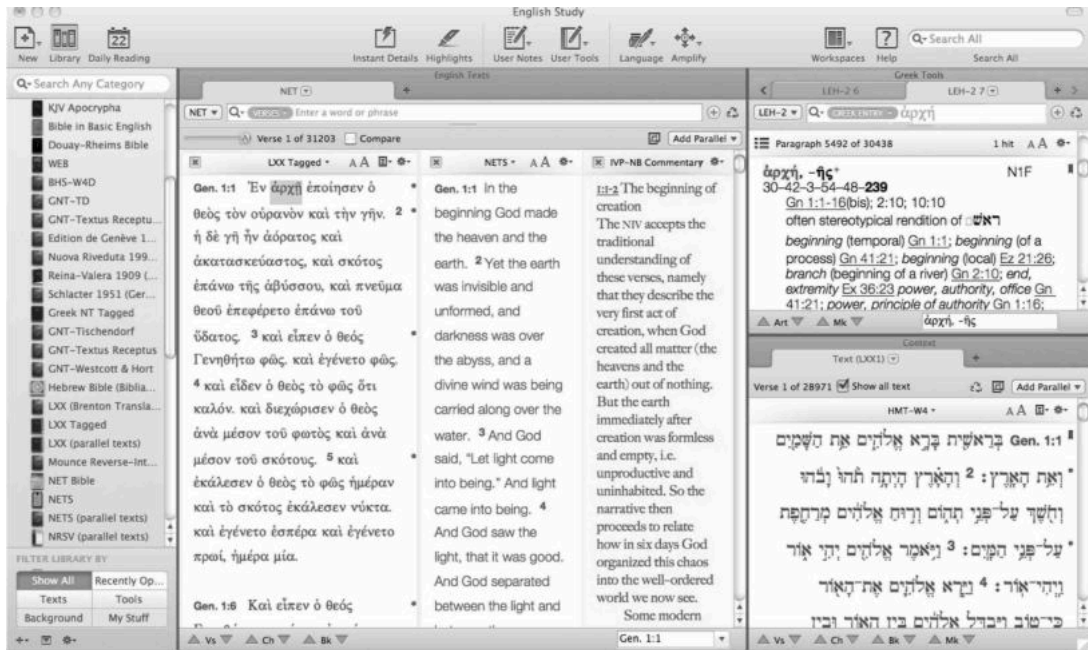 English Study
New Library Daily Reading
22
Instant Details Highlights User Notes User Tools Language Amplify
Workspaces Help Search All
Search All
Search Any Category
KJV Apocrypha
Bible in Basic English
Douay-Rheims Bible
WEB
BHS-W4D
GNT-TD
GNT-Textus Receptu...
Edition de Genève 1...
Nuova Riveduta 199...
Reina-Valera 1909 (...
Schlacter 1951 (Ger...
Greek NT Tagged
GNT-Tischendorf
GNT-Textus Receptus
GNT-Westcott & Hort
Hebrew Bible (Biblia...
LXX (Brenton Transla...
LXX Tagged
LXX (parallel texts)
Mounce Reverse-Int...
NET Bible
NETS
NETS (parallel texts)
NRSV (parallel texts)
FILTER LIBRARY BY
Show All Recently Op...
Texts Tools
Background My Stuff
English Texts
NET
NET VERSES Enter a word or phrase
Verse 1 of 31203 Compare Add Parallel
LXX Tagged AA
Gen. 1:1 Ἐν ἀρχῇ ἐποίησεν ὁ
θεὸς τὸν οὐρανὸν καὶ τὴν γῆν. 2
ἡ δὲ γῆ ἦν ἀόρατος καὶ
ἀκατασκεύαστος, καὶ σκότος
ἐπάνω τῆς ἀβύσσου, καὶ πνεῦμα
θεοῦ ἐπεφέρετο ἐπάνω τοῦ
ὕδατος. 3 καὶ εἶπεν ὁ θεός
Γενηθήτω φῶς. καὶ ἐγένετο φῶς.
4 καὶ εἶδεν ὁ θεὸς τὸ φῶς ὅτι
καλόν. καὶ διεχώρισεν ὁ θεὸς
ἀνὰ μέσον τοῦ φωτὸς καὶ ἀνὰ
μέσον τοῦ σκότους. 5 καὶ
ἐκάλεσεν ὁ θεὸς τὸ φῶς ἡμέραν
καὶ τὸ σκότος ἐκάλεσεν νύκτα.
καὶ ἐγένετο ἑσπέρα καὶ ἐγένετο
πρωί, ἡμέρα μία.
Gen. 1:6 Καὶ εἶπεν ὁ θεός
NETS AA
Gen. 1:1 In the
beginning God made
the heaven and the
earth. 2 Yet the earth
was invisible and
unformed, and
darkness was over
the abyss, and a
divine wind was being
carried along over the
water. 3 And God
said, "Let light come
into being." And light
came into being. 4
And God saw the
light, that it was good.
And God separated
between the light and
IVP-NB Commentary
1:1-2 The beginning of
creation
The NIV accepts the
traditional
understanding of
these verses, namely
that they describe the
very first act of
creation, when God
created all matter (the
heavens and the
earth) out of nothing.
But the earth
immediately after
creation was formless
and empty, i.e.
unproductive and
uninhabited. So the
narrative then
proceeds to relate
how in six days God
organized this chaos
into the well-ordered
world we now see.
Some modern
Vs Ch Bk Gen. 1:1
Greek Tools
LEH-2 6 LEH-2 7
LEH-2 GREEK ENTRY ἀρχή
Paragraph 5492 of 30438 1 hit AA
ἀρχή, -ῆς+ N1F
30-42-3-54-48-239
Gn 1:1-16(bis); 2:10; 10:10
often stereotypical rendition of ראשׁ
beginning (temporal) Gn 1:1; beginning (of a
process) Gn 41:21; beginning (local) Ez 21:26;
branch (beginning of a river) Gn 2:10; end,
extremity Ex 36:23 power, authority, office Gn
41:21; power, principle of authority Gn 1:16;
Art Mk ἀρχή, -ῆς
Context
Text (LXX1)
Verse 1 of 28971 Show all text Add Parallel
HMT-W4 AA
Gen. 1:1 בְּרֵאשִׁ֖ית בָּרָ֣א אֱלֹהִ֑ים אֵ֥ת הַשָּׁמַ֖יִם
וְאֵ֥ת הָאָֽרֶץ׃ 2 וְהָאָ֗רֶץ הָיְתָ֥ה תֹ֙הוּ֙ וָבֹ֔הוּ
וְחֹ֖שֶׁךְ עַל־פְּנֵ֣י תְה֑וֹם וְר֣וּחַ אֱלֹהִ֔ים מְרַחֶ֖פֶת
עַל־פְּנֵ֥י הַמָּֽיִם׃ 3 וַיֹּ֥אמֶר אֱלֹהִ֖ים יְהִ֣י א֑וֹר
וַֽיְהִי־אֽוֹר׃ 4 וַיַּ֧רְא אֱלֹהִ֛ים אֶת־הָא֖וֹר
כִּי־ט֑וֹב וַיַּבְדֵּ֣ל אֱלֹהִ֔ים בֵּ֥ין הָא֖וֹר וּבֵ֥ין
Vs Ch Bk Mk